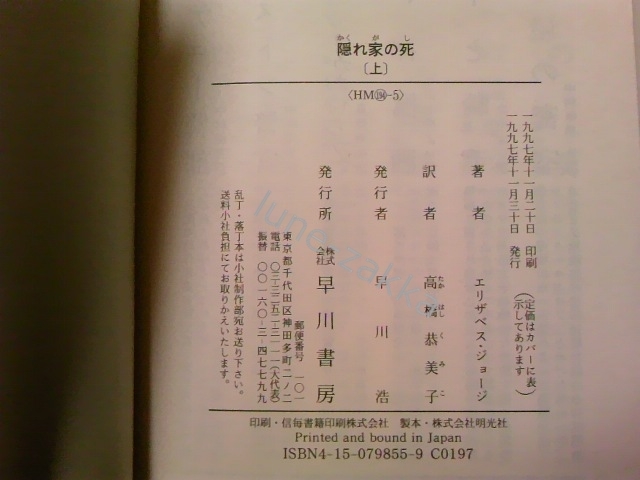 隠れ家の死
かくがし
〔上〕
〈HM⑲-5〉
一九九七年十一月二十日 印刷
一九九七年十一月三十日 発行
(定価はカバーに表示してあります)
著者 エリザベス・ジョージ
訳者 高橋恭美子
たかはしくみこ
発行者 早川浩
発行所 株式会社 早川書房
郵便番号 一〇一
東京都千代田区神田多町二ノ二
電話 〇三-三二五二-三一一一(大代表)
振替 〇〇一六〇-三-四七七九九
乱丁・落丁本は小社制作部宛お送り下さい。
送料小社負担にてお取りかえいたします。
印刷・信毎書籍印刷株式会社 製本・株式会社明光社
Printed and bound in Japan
ISBN4-15-079855-9 C0197